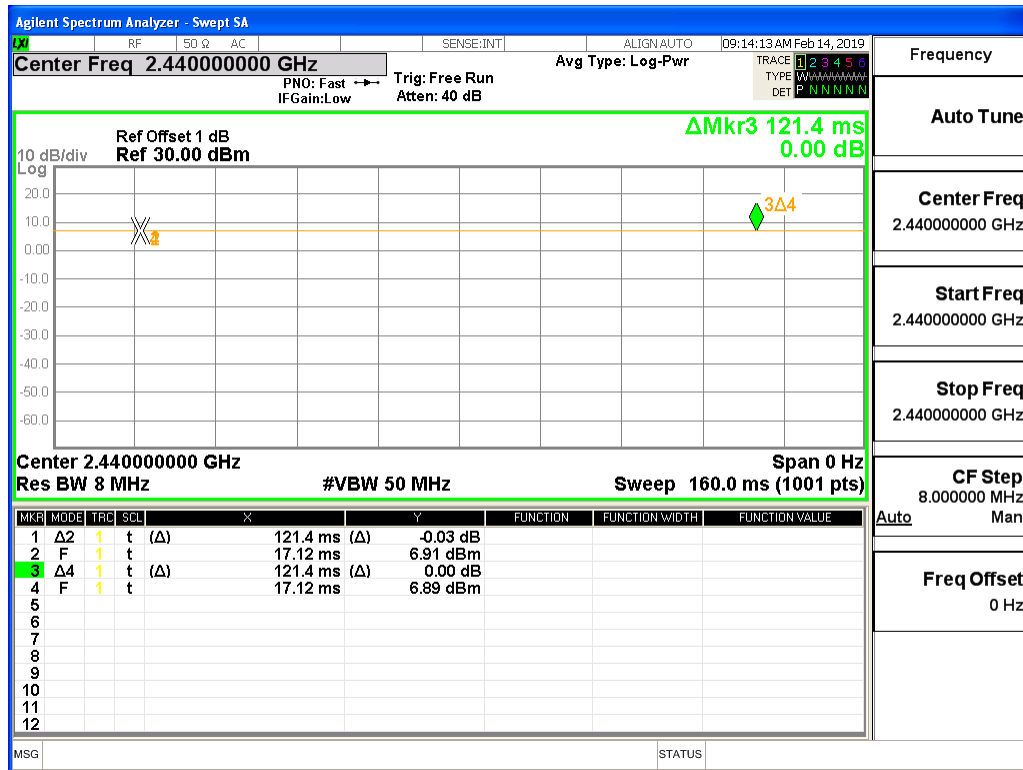 Agilent Spectrum Analyzer - Swept SA
LXI RF 50 Ω AC SENSE:INT ALIGN AUTO 09:14:13 AM Feb 14, 2019
Center Freq 2.440000000 GHz
PNO: Fast
IFGain:Low
Trig: Free Run
Atten: 40 dB
Avg Type: Log-Pwr
TRACE 1 2 3 4 5 6
TYPE WWWWWW
DET P N N N N N
ΔMkr3 121.4 ms
0.00 dB
Ref Offset 1 dB
Ref 30.00 dBm
10 dB/div
Log
20.0
10.0
0.00
-10.0
-20.0
-30.0
-40.0
-50.0
-60.0
3Δ4
Center 2.440000000 GHz Span 0 Hz
Res BW 8 MHz #VBW 50 MHz Sweep 160.0 ms (1001 pts)
MKR MODE TRC SCL X Y FUNCTION FUNCTION WIDTH FUNCTION VALUE
1 Δ2 1 t (Δ) 121.4 ms (Δ) -0.03 dB
2 F 1 t 17.12 ms 6.91 dBm
3 Δ4 1 t (Δ) 121.4 ms (Δ) 0.00 dB
4 F 1 t 17.12 ms 6.89 dBm
5
6
7
8
9
10
11
12
MSG STATUS
Frequency
Auto Tune
Center Freq
2.440000000 GHz
Start Freq
2.440000000 GHz
Stop Freq
2.440000000 GHz
CF Step
8.000000 MHz
Auto Man
Freq Offset
0 Hz